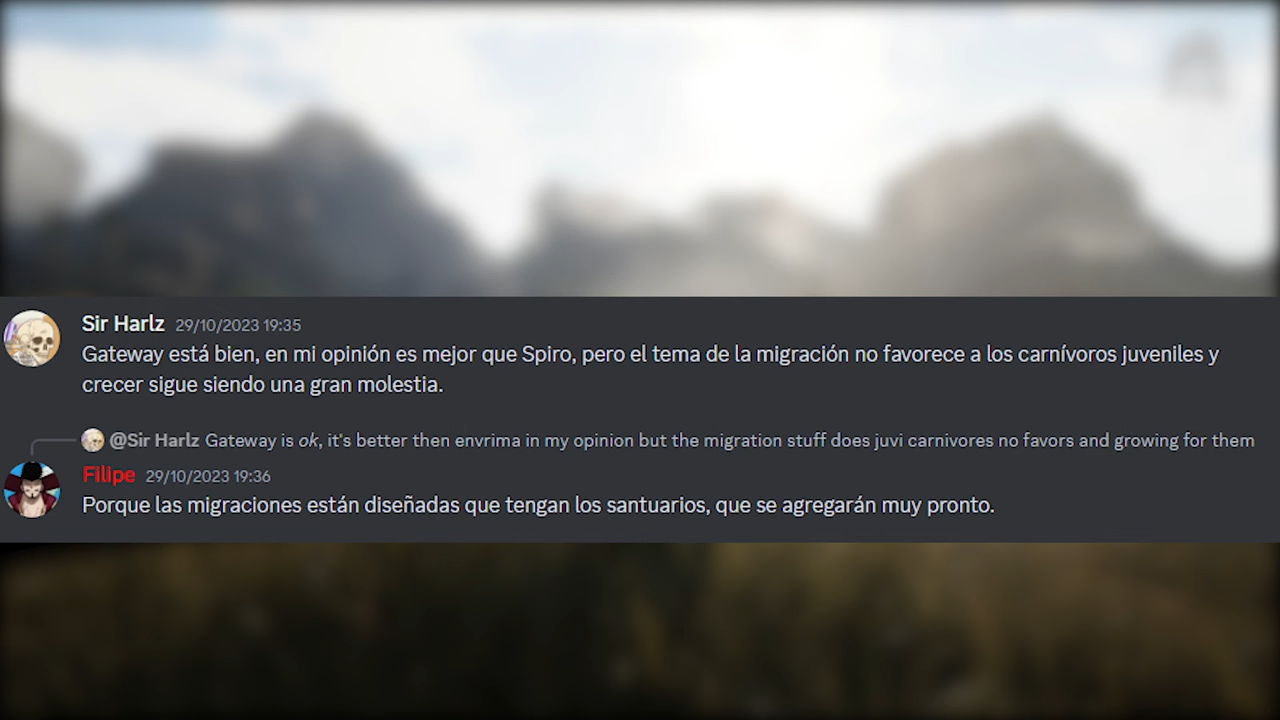 Sir Harlz 29/10/2023 19:35
Gateway está bien, en mi opinión es mejor que Spiro, pero el tema de la migración no favorece a los carnívoros juveniles y
crecer sigue siendo una gran molestia.
@Sir Harlz Gateway is ok, it's better then envrima in my opinion but the migration stuff does juvi carnivores no favors and growing for them
Filipe 29/10/2023 19:36
Porque las migraciones están diseñadas que tengan los santuarios, que se agregarán muy pronto.